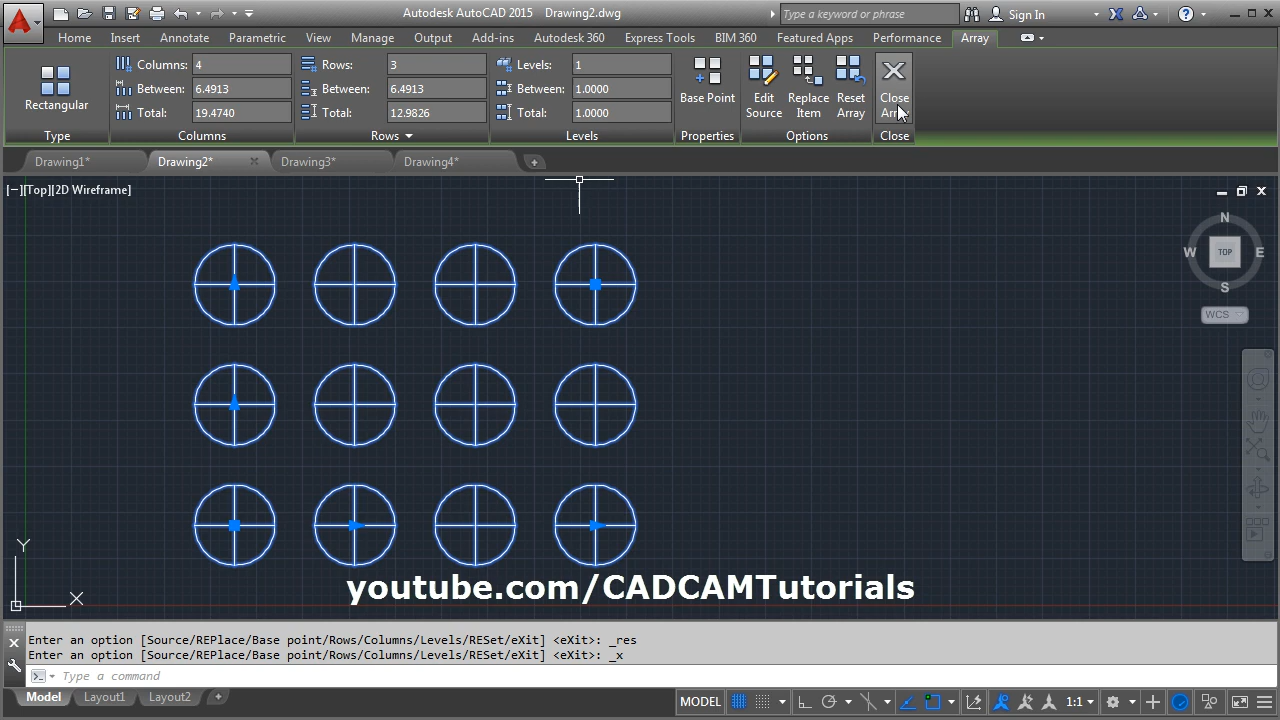 Autodesk AutoCAD 2015 Drawing2.dwg
Type a keyword or phrase
Sign In
Home Insert Annotate Parametric View Manage Output Add-ins Autodesk 360 Express Tools BIM 360 Featured Apps Performance Array
Columns: 4 Rows: 3 Levels: 1
Between: 6.4913 Between: 6.4913 Between: 1.0000
Total: 19.4740 Total: 12.9826 Total: 1.0000
Rectangular
Base Point
Edit Source
Replace Item
Reset Array
Close
Type Columns Rows Levels Properties Options Close
Drawing1* Drawing2* Drawing3* Drawing4*
[−][Top][2D Wireframe]
N
W TOP E
S
WCS
Y
X
youtube.com/CADCAMTutorials
Enter an option [Source/REPlace/Base point/Rows/Columns/Levels/RESet/eXit] <eXit>: _res
Enter an option [Source/REPlace/Base point/Rows/Columns/Levels/RESet/eXit] <eXit>: _x
Type a command
Model Layout1 Layout2
MODEL 1:1